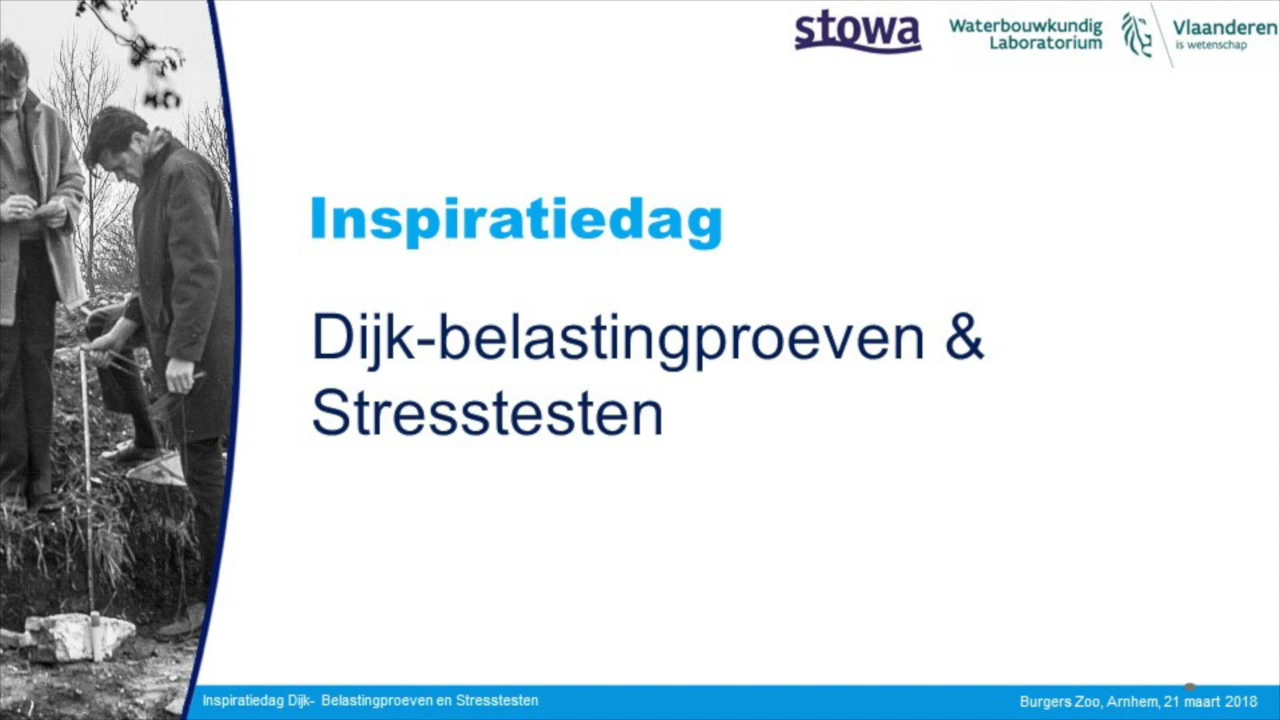 stowa
Waterbouwkundig
Laboratorium
Vlaanderen
is wetenschap
Inspiratiedag
Dijk-belastingproeven &
Stresstesten
Inspiratiedag Dijk- Belastingproeven en Stresstesten
Burgers Zoo, Arnhem, 21 maart 2018